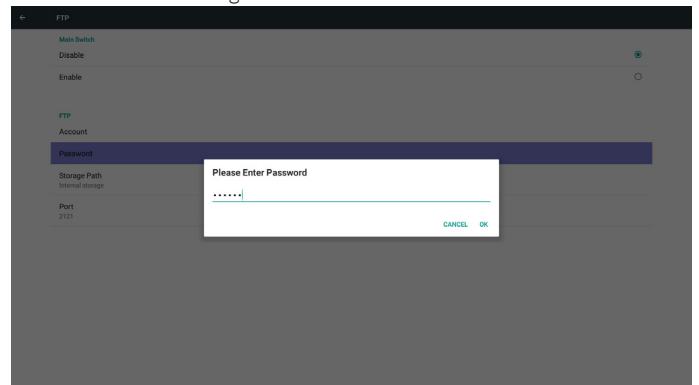 ← FTP
Main Switch
Disable
Enable
FTP
Account
Password
Storage Path
Internal storage
Port
2121
Please Enter Password
••••••
CANCEL OK